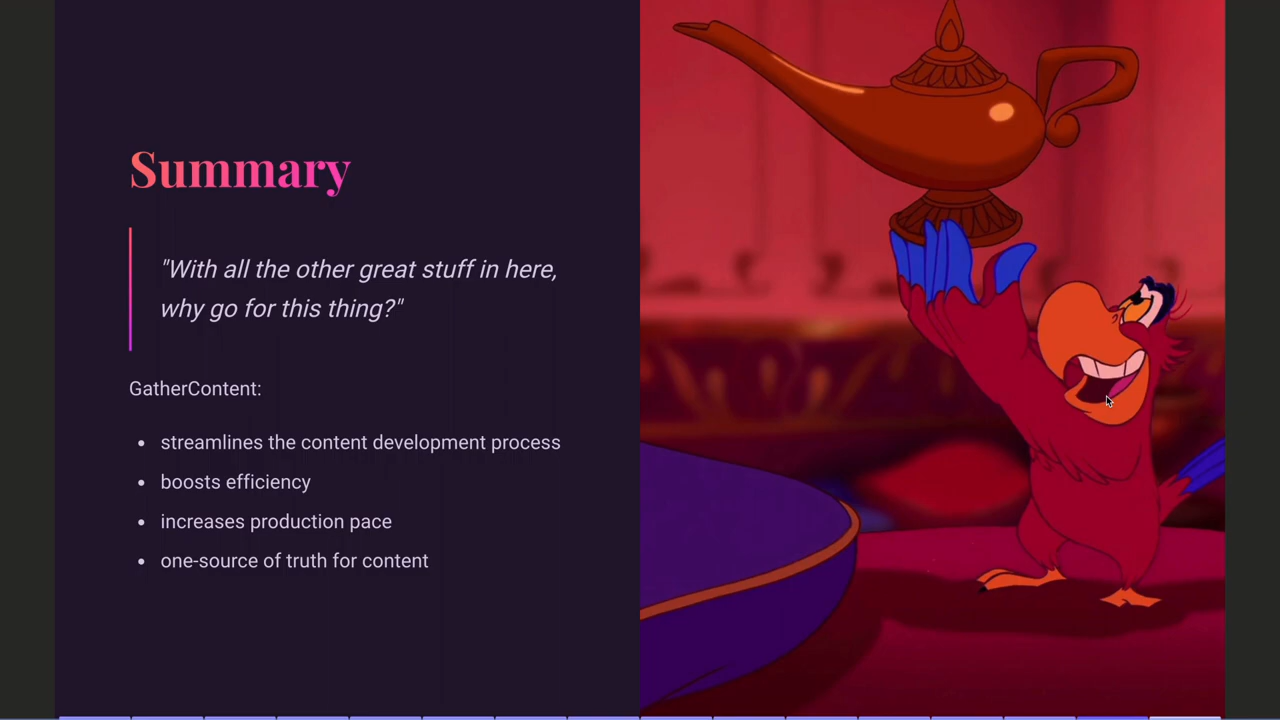 Summary
"With all the other great stuff in here,
why go for this thing?"
GatherContent:
• streamlines the content development process
• boosts efficiency
• increases production pace
• one-source of truth for content